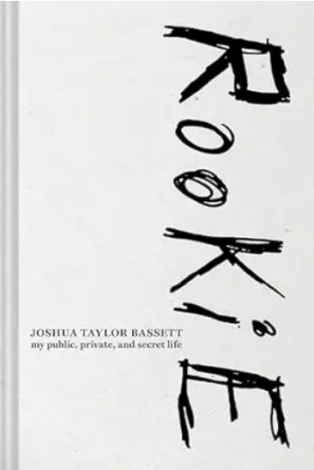 RooKiE
JOSHUA TAYLOR BASSETT
my public, private, and secret life